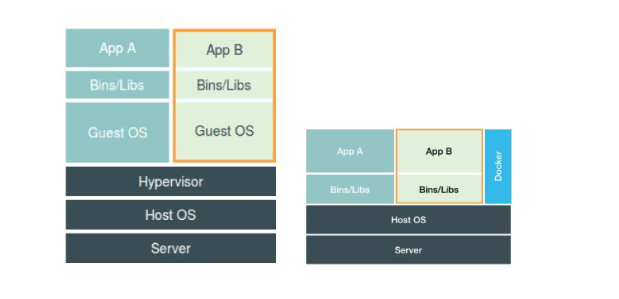 App A
App B
Bins/Libs
Bins/Libs
Guest OS
Guest OS
Hypervisor
Host OS
Server
App A
App B
Docker
Bins/Libs
Bins/Libs
Host OS
Server